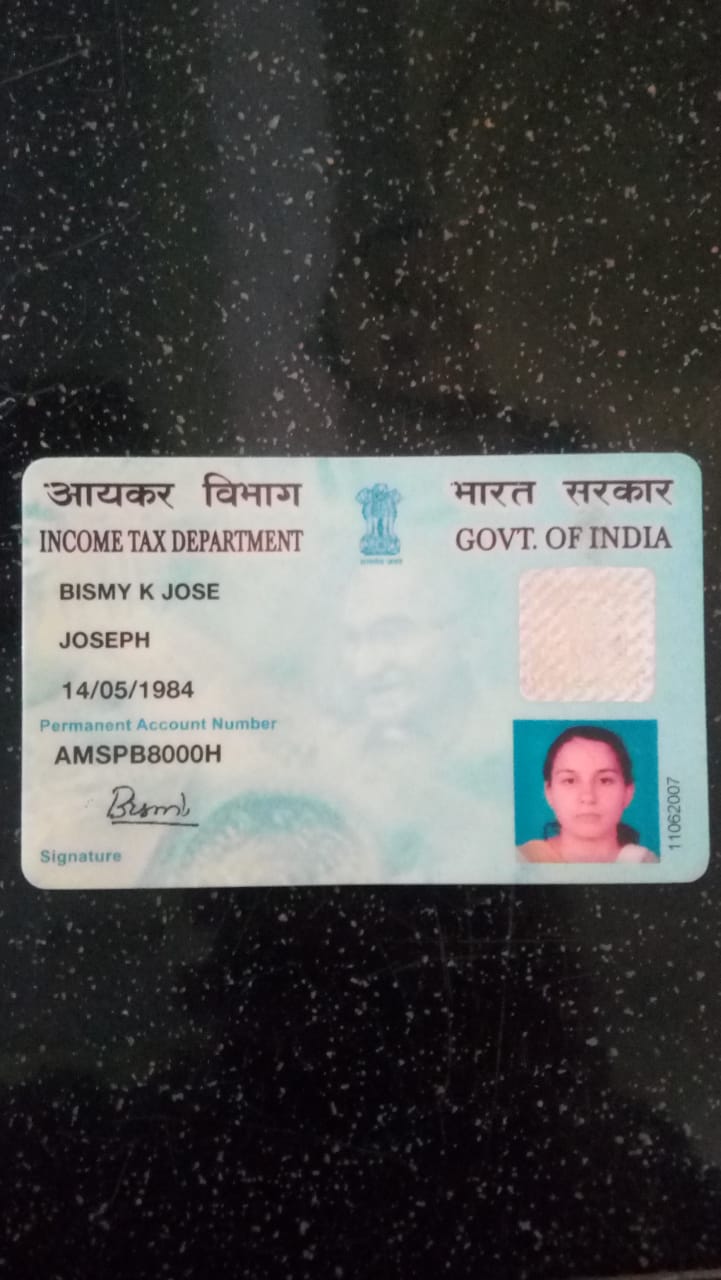 आयकर विभाग
INCOME TAX DEPARTMENT
भारत सरकार
GOVT. OF INDIA
BISMY K JOSE
JOSEPH
14/05/1984
Permanent Account Number
AMSPB8000H
Signature
11062007